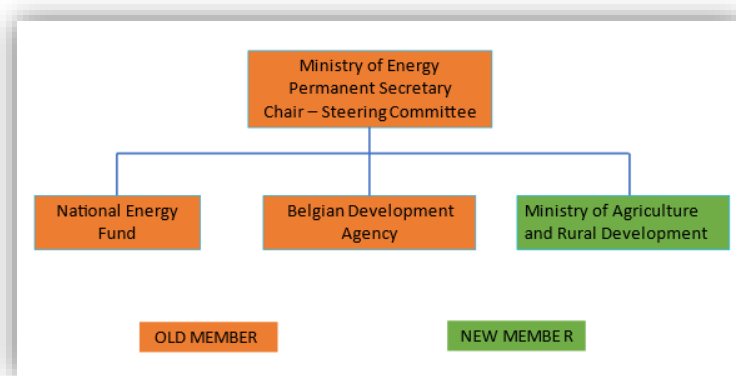 Ministry of Energy
Permanent Secretary
Chair – Steering Committee
National Energy
Fund
Belgian Development
Agency
Ministry of Agriculture
and Rural Development
OLD MEMBER
NEW MEMBER